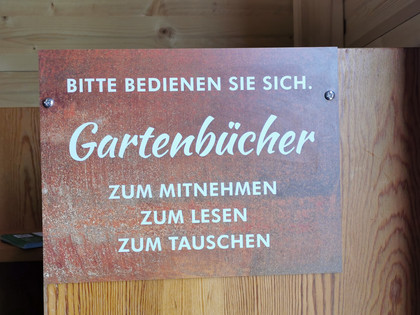 BITTE BEDIENEN SIE SICH.
Gartenbücher
ZUM MITNEHMEN
ZUM LESEN
ZUM TAUSCHEN